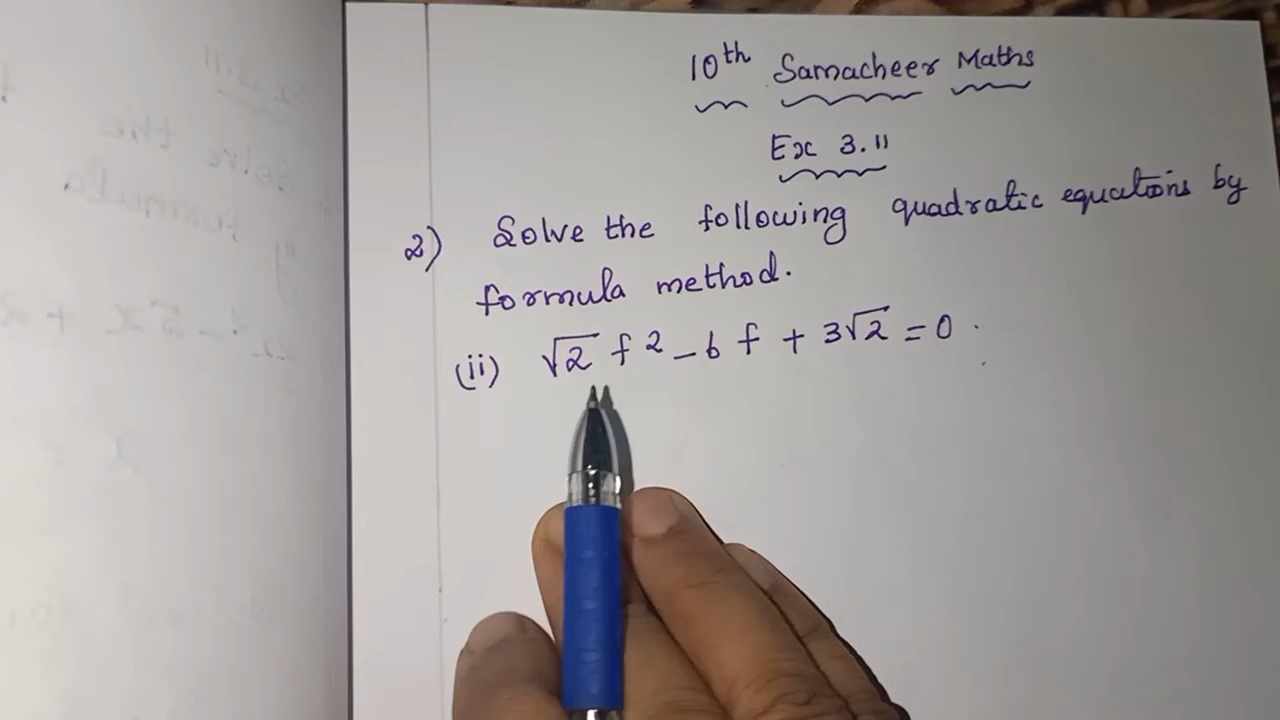 10th Samacheer Maths
Ex 3.11
2) Solve the following quadratic equations by
formula method.
(ii) √2 f² - 6 f + 3√2 = 0.